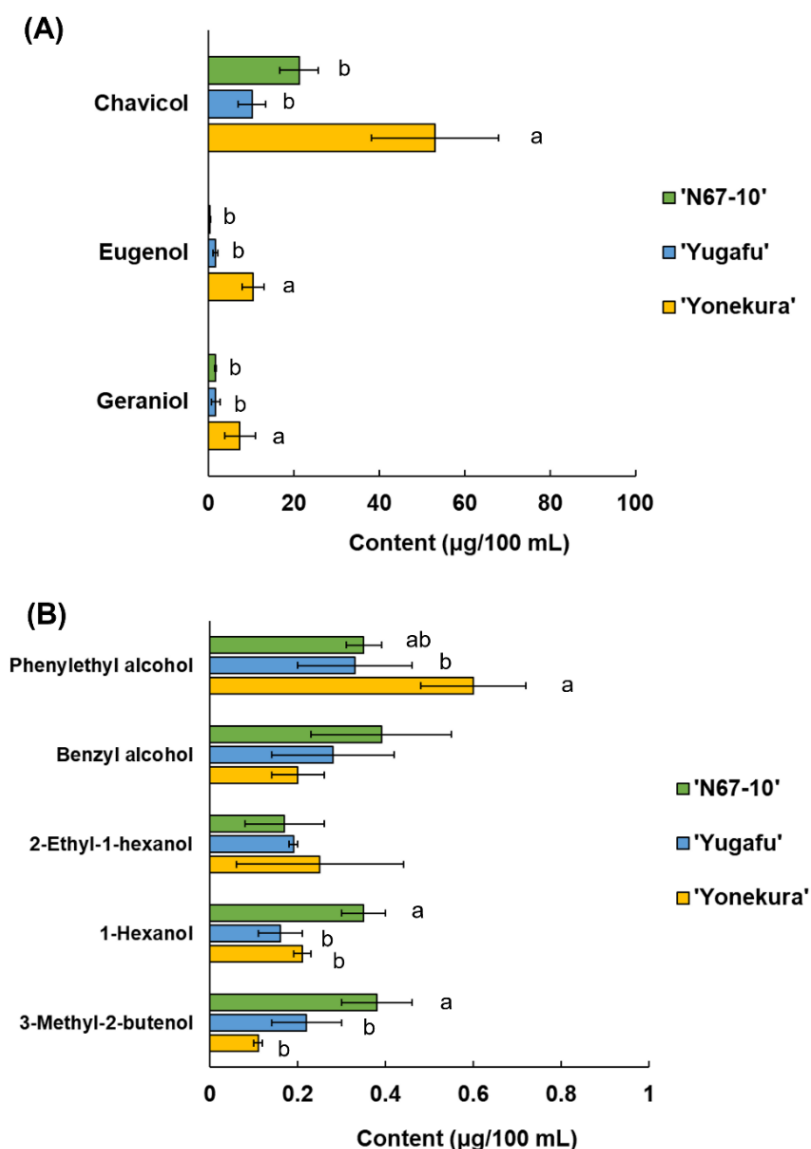 (A)
b
Chavicol
b
a
'N67-10'
b
Eugenol
b
'Yugafu'
a
'Yonekura'
b
Geraniol
b
a
0 20 40 60 80 100
Content (µg/100 mL)
(B)
ab
Phenylethyl alcohol
b
a
Benzyl alcohol
'N67-10'
2-Ethyl-1-hexanol
'Yugafu'
'Yonekura'
a
1-Hexanol
b
b
a
3-Methyl-2-butenol
b
b
0 0.2 0.4 0.6 0.8 1
Content (µg/100 mL)